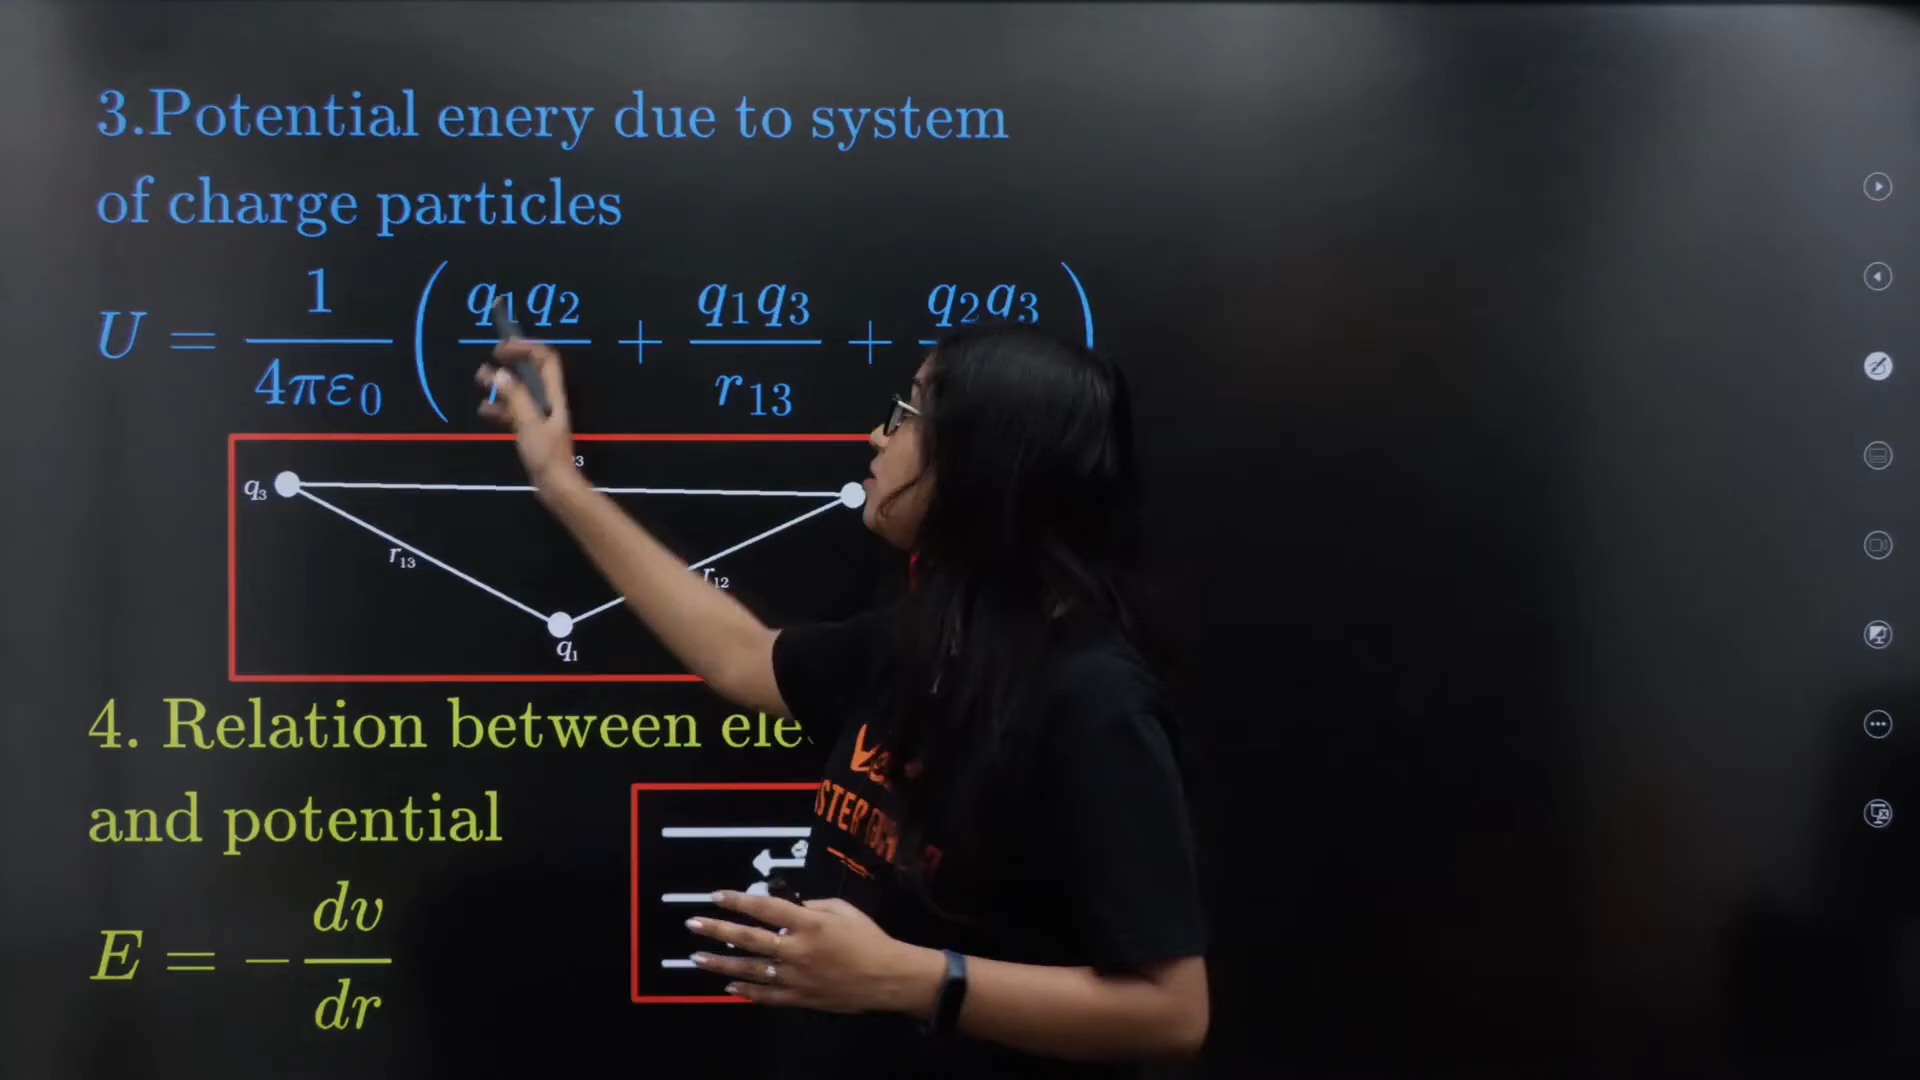 3.Potential enery due to system
of charge particles
U = 1/4πε₀ ( q₁q₂/ + q₁q₃/r₁₃ + q₂q₃/ )
q₃
r₁₃
r₁₂
q₁
4. Relation between
and potential
E = − dv/dr